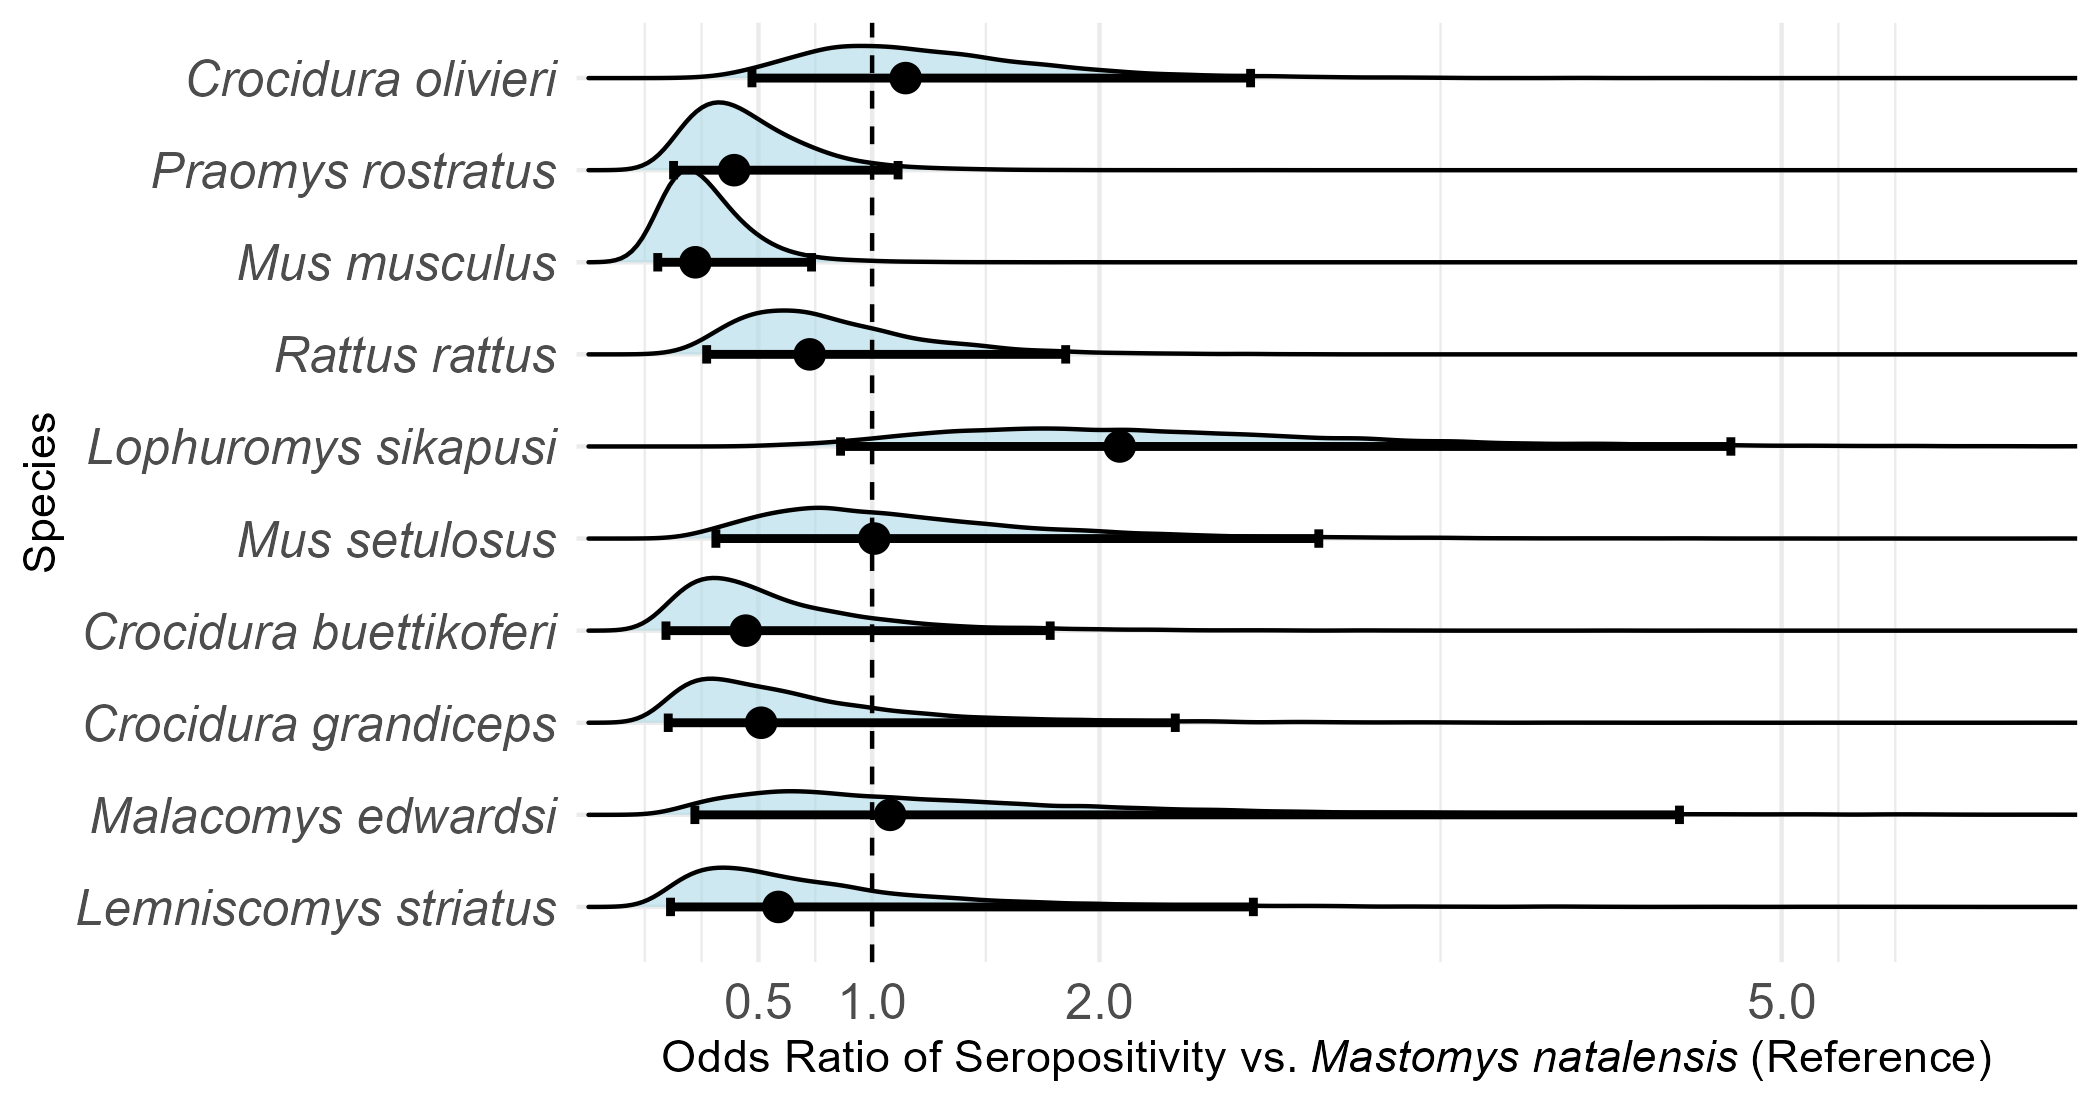 Crocidura olivieri
Praomys rostratus
Mus musculus
Rattus rattus
Lophuromys sikapusi
Mus setulosus
Crocidura buettikoferi
Crocidura grandiceps
Malacomys edwardsi
Lemniscomys striatus
Species
0.5 1.0 2.0 5.0
Odds Ratio of Seropositivity vs. Mastomys natalensis (Reference)